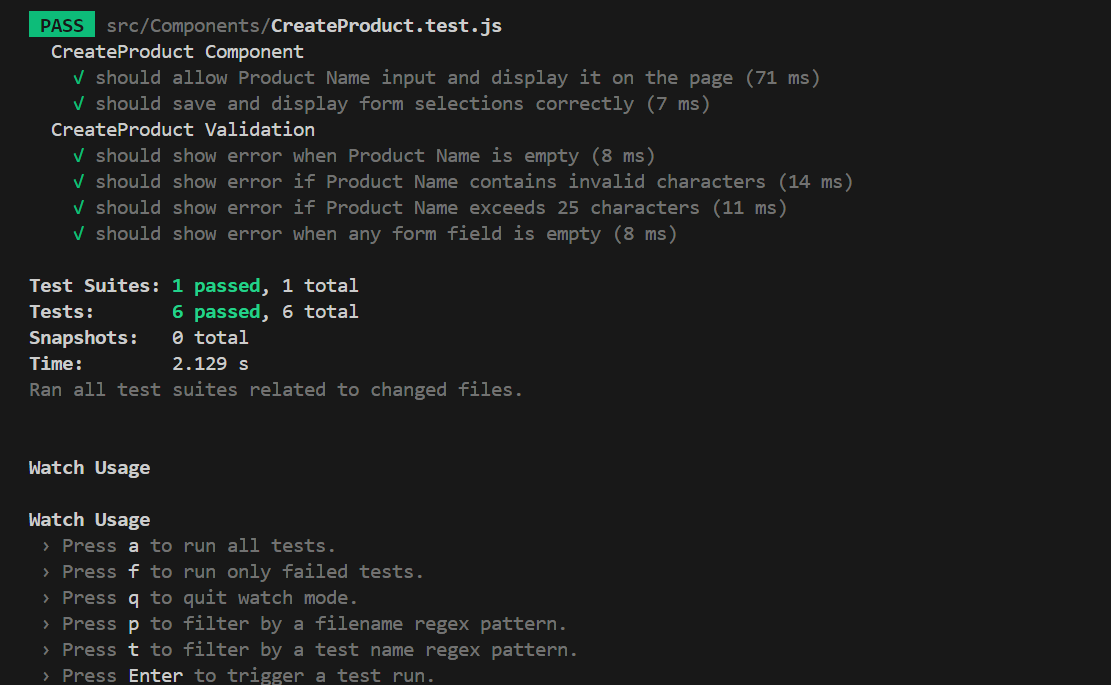 PASS src/Components/CreateProduct.test.js
CreateProduct Component
√ should allow Product Name input and display it on the page (71 ms)
√ should save and display form selections correctly (7 ms)
CreateProduct Validation
√ should show error when Product Name is empty (8 ms)
√ should show error if Product Name contains invalid characters (14 ms)
√ should show error if Product Name exceeds 25 characters (11 ms)
√ should show error when any form field is empty (8 ms)
Test Suites: 1 passed, 1 total
Tests: 6 passed, 6 total
Snapshots: 0 total
Time: 2.129 s
Ran all test suites related to changed files.
Watch Usage
Watch Usage
› Press a to run all tests.
› Press f to run only failed tests.
› Press q to quit watch mode.
› Press p to filter by a filename regex pattern.
› Press t to filter by a test name regex pattern.
› Press Enter to trigger a test run.